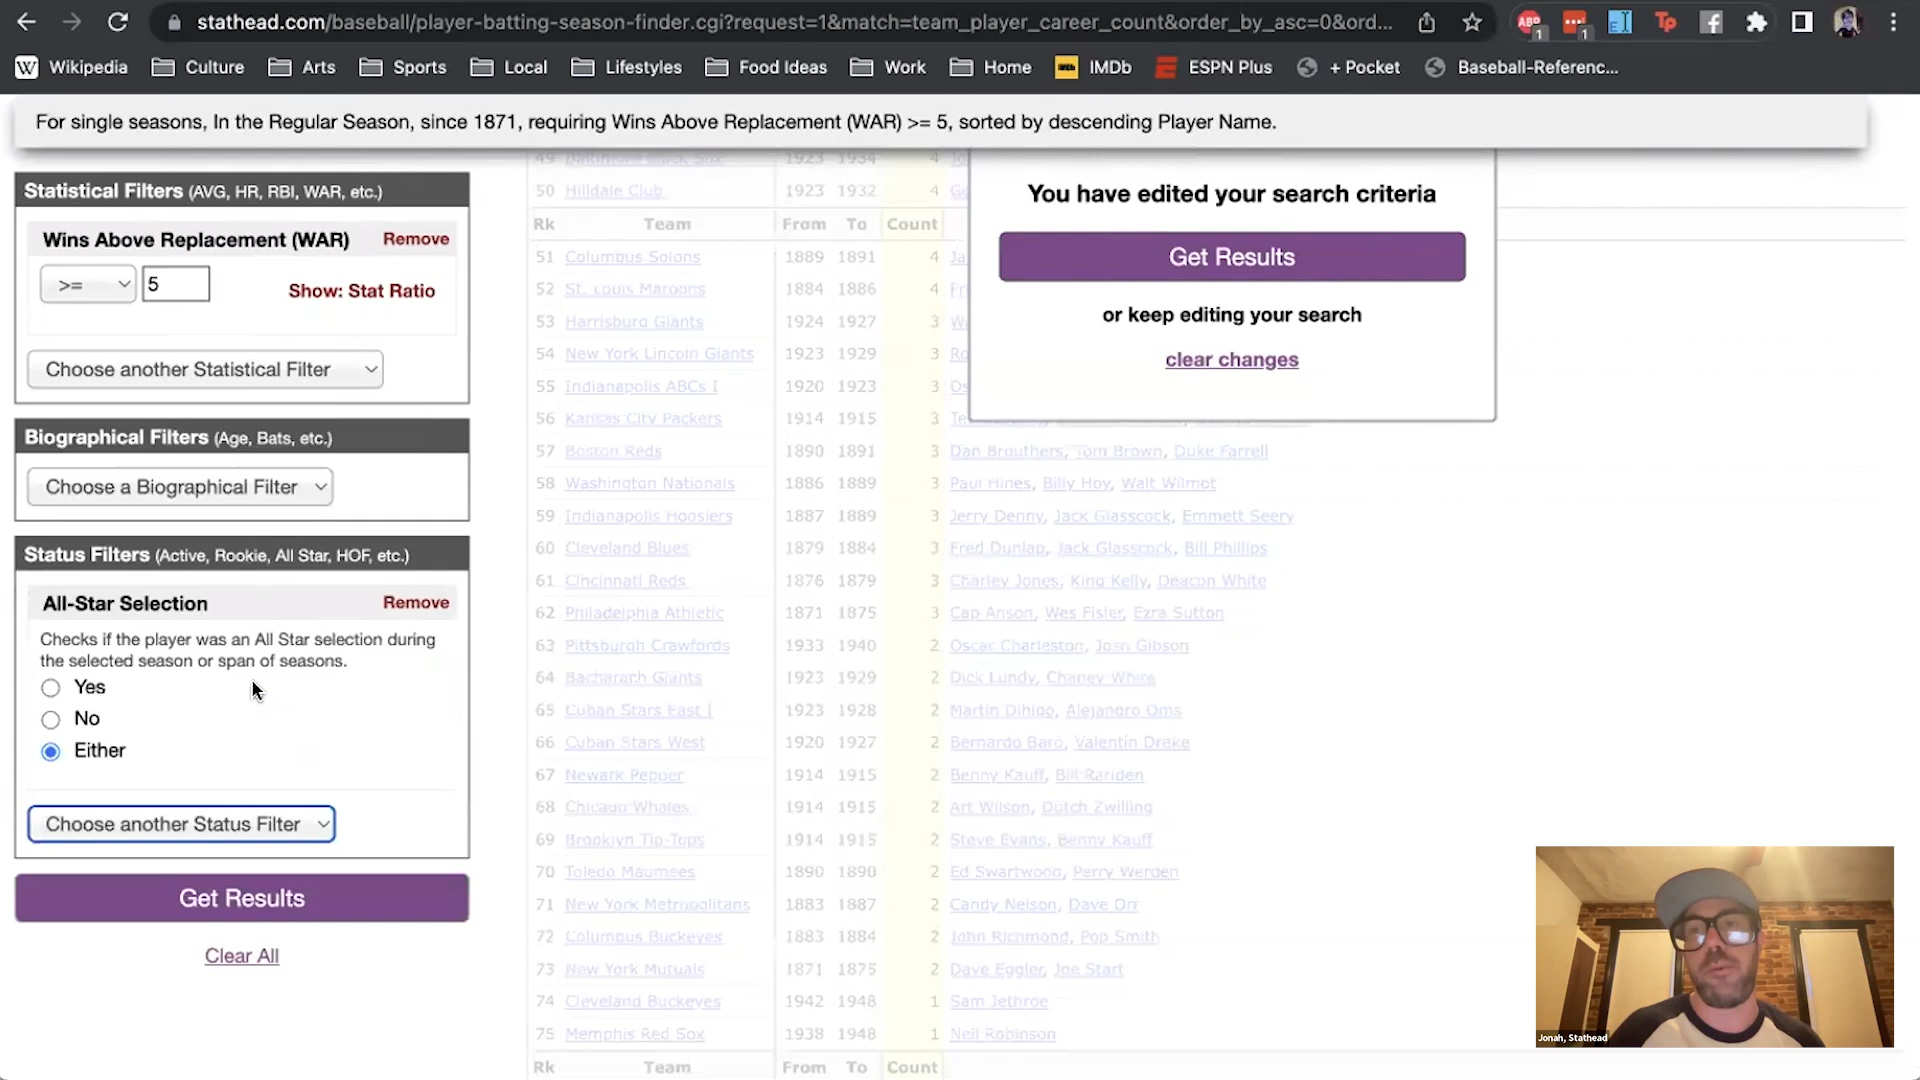 stathead.com/baseball/player-batting-season-finder.cgi?request=1&match=team_player_career_count&order_by_asc=0&ord...
ABP 1 1 Tp
W Wikipedia Culture Arts Sports Local Lifestyles Food Ideas Work Home IMDb IMDb ESPN Plus + Pocket Baseball-Referenc...
For single seasons, In the Regular Season, since 1871, requiring Wins Above Replacement (WAR) >= 5, sorted by descending Player Name.
Statistical Filters (AVG, HR, RBI, WAR, etc.)
Wins Above Replacement (WAR) Remove
>= 5 Show: Stat Ratio
Choose another Statistical Filter
Biographical Filters (Age, Bats, etc.)
Choose a Biographical Filter
Status Filters (Active, Rookie, All Star, HOF, etc.)
All-Star Selection Remove
Checks if the player was an All Star selection during
the selected season or span of seasons.
Yes
No
Either
Choose another Status Filter
Get Results
Clear All
49 Baltimore Black Sox 1923 1934 4
50 Hilldale Club 1923 1932 4
Rk Team From To Count
51 Columbus Solons 1889 1891 4
52 St. Louis Maroons 1884 1886 4
53 Harrisburg Giants 1924 1927 3
54 New York Lincoln Giants 1923 1929 3
55 Indianapolis ABCs I 1920 1923 3
56 Kansas City Packers 1914 1915 3
57 Boston Reds 1890 1891 3 Dan Brouthers, Tom Brown, Duke Farrell
58 Washington Nationals 1886 1889 3 Paul Hines, Billy Hoy, Walt Wilmot
59 Indianapolis Hoosiers 1887 1889 3 Jerry Denny, Jack Glasscock, Emmett Seery
60 Cleveland Blues 1879 1884 3 Fred Dunlap, Jack Glasscock, Bill Phillips
61 Cincinnati Reds 1876 1879 3 Charley Jones, King Kelly, Deacon White
62 Philadelphia Athletic 1871 1875 3 Cap Anson, Wes Fisler, Ezra Sutton
63 Pittsburgh Crawfords 1933 1940 2 Oscar Charleston, Josh Gibson
64 Bacharach Giants 1923 1929 2 Dick Lundy, Chaney White
65 Cuban Stars East I 1923 1928 2 Martín Dihigo, Alejandro Oms
66 Cuban Stars West 1920 1927 2 Bernardo Baró, Valentín Dreke
67 Newark Pepper 1914 1915 2 Benny Kauff, Bill Rariden
68 Chicago Whales 1914 1915 2 Art Wilson, Dutch Zwilling
69 Brooklyn Tip-Tops 1914 1915 2 Steve Evans, Benny Kauff
70 Toledo Maumees 1890 1890 2 Ed Swartwood, Perry Werden
71 New York Metropolitans 1883 1887 2 Candy Nelson, Dave Orr
72 Columbus Buckeyes 1883 1884 2 John Richmond, Pop Smith
73 New York Mutuals 1871 1875 2 Dave Eggler, Joe Start
74 Cleveland Buckeyes 1942 1948 1 Sam Jethroe
75 Memphis Red Sox 1938 1948 1 Neil Robinson
Rk Team From To Count
You have edited your search criteria
Get Results
or keep editing your search
clear changes
Jonah, Stathead